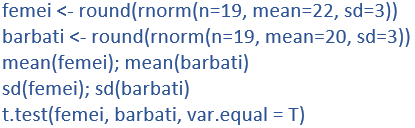 femei <- round(rnorm(n=19, mean=22, sd=3))
barbati <- round(rnorm(n=19, mean=20, sd=3))
mean(femei); mean(barbati)
sd(femei); sd(barbati)
t.test(femei, barbati, var.equal = T)